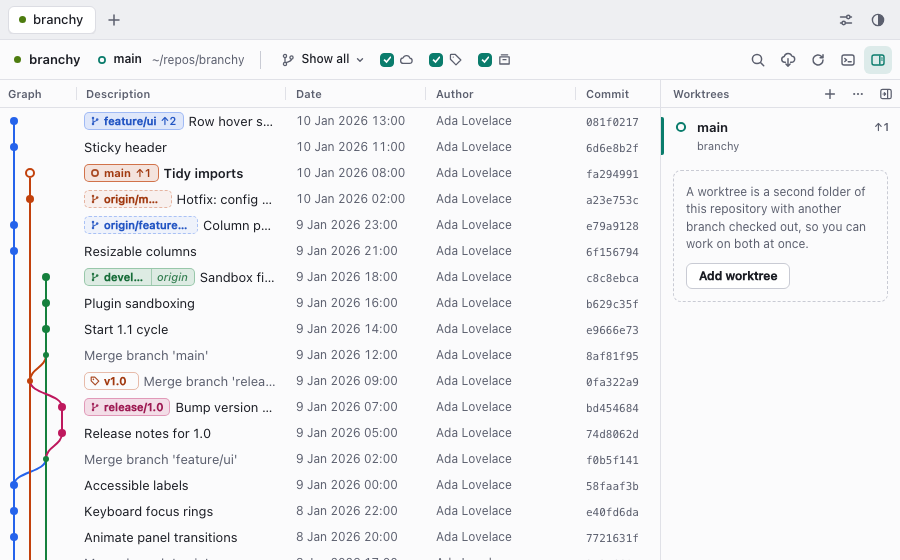 branchy
branchy main ~/repos/branchy Show all
Graph Description Date Author Commit Worktrees
feature/ui ↑2 Row hover s... 10 Jan 2026 13:00 Ada Lovelace 081f0217
Sticky header 10 Jan 2026 11:00 Ada Lovelace 6d6e8b2f
main ↑1 Tidy imports 10 Jan 2026 08:00 Ada Lovelace fa294991
origin/m... Hotfix: config ... 10 Jan 2026 02:00 Ada Lovelace a23e753c
origin/feature... Column p... 9 Jan 2026 23:00 Ada Lovelace e79a9128
Resizable columns 9 Jan 2026 21:00 Ada Lovelace 6f156794
devel... origin Sandbox fi... 9 Jan 2026 18:00 Ada Lovelace c8c8ebca
Plugin sandboxing 9 Jan 2026 16:00 Ada Lovelace b629c35f
Start 1.1 cycle 9 Jan 2026 14:00 Ada Lovelace e9666e73
Merge branch 'main' 9 Jan 2026 12:00 Ada Lovelace 8af81f95
v1.0 Merge branch 'relea... 9 Jan 2026 09:00 Ada Lovelace 0fa322a9
release/1.0 Bump version ... 9 Jan 2026 07:00 Ada Lovelace bd454684
Release notes for 1.0 9 Jan 2026 05:00 Ada Lovelace 74d8062d
Merge branch 'feature/ui' 9 Jan 2026 02:00 Ada Lovelace f0b5f141
Accessible labels 9 Jan 2026 00:00 Ada Lovelace 58faaf3b
Keyboard focus rings 8 Jan 2026 22:00 Ada Lovelace e40fd6da
Animate panel transitions 8 Jan 2026 20:00 Ada Lovelace 7721631f
main ↑1
branchy
A worktree is a second folder of
this repository with another
branch checked out, so you can
work on both at once.
Add worktree